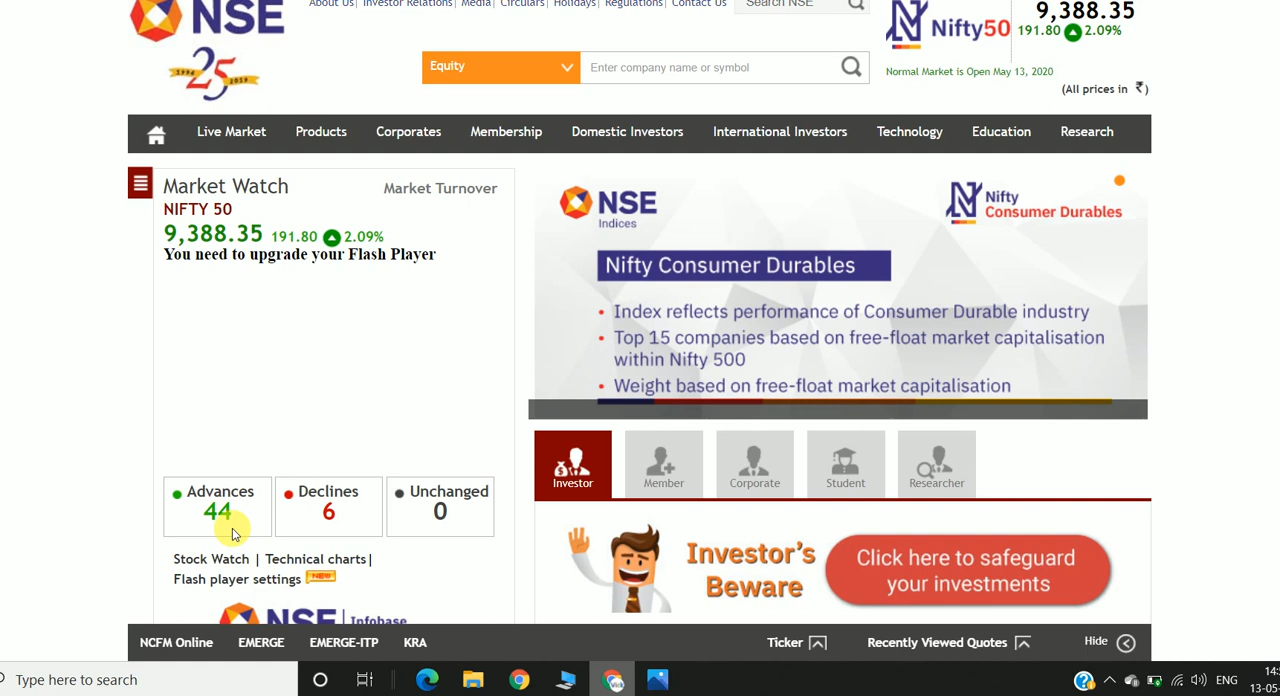 NSE
1994 25 2019
About Us| Investor Relations| Media| Circulars| Holidays| Regulations| Contact Us
Search NSE
Nifty50
9,388.35
191.80 2.09%
Equity
Enter company name or symbol
Normal Market is Open May 13, 2020
(All prices in ₹)
Live Market Products Corporates Membership Domestic Investors International Investors Technology Education Research
Market Watch
Market Turnover
NIFTY 50
9,388.35 191.80 2.09%
You need to upgrade your Flash Player
NSE
Indices
Nifty
Consumer Durables
Nifty Consumer Durables
• Index reflects performance of Consumer Durable industry
• Top 15 companies based on free-float market capitalisation
within Nifty 500
• Weight based on free-float market capitalisation
Investor Member Corporate Student Researcher
Advances
44
Declines
6
Unchanged
0
Stock Watch | Technical charts|
Flash player settings NEW
NSE Infobase
Investor's
Beware
Click here to safeguard
your investments
NCFM Online EMERGE EMERGE-ITP KRA Ticker Recently Viewed Quotes Hide
Type here to search
ENG